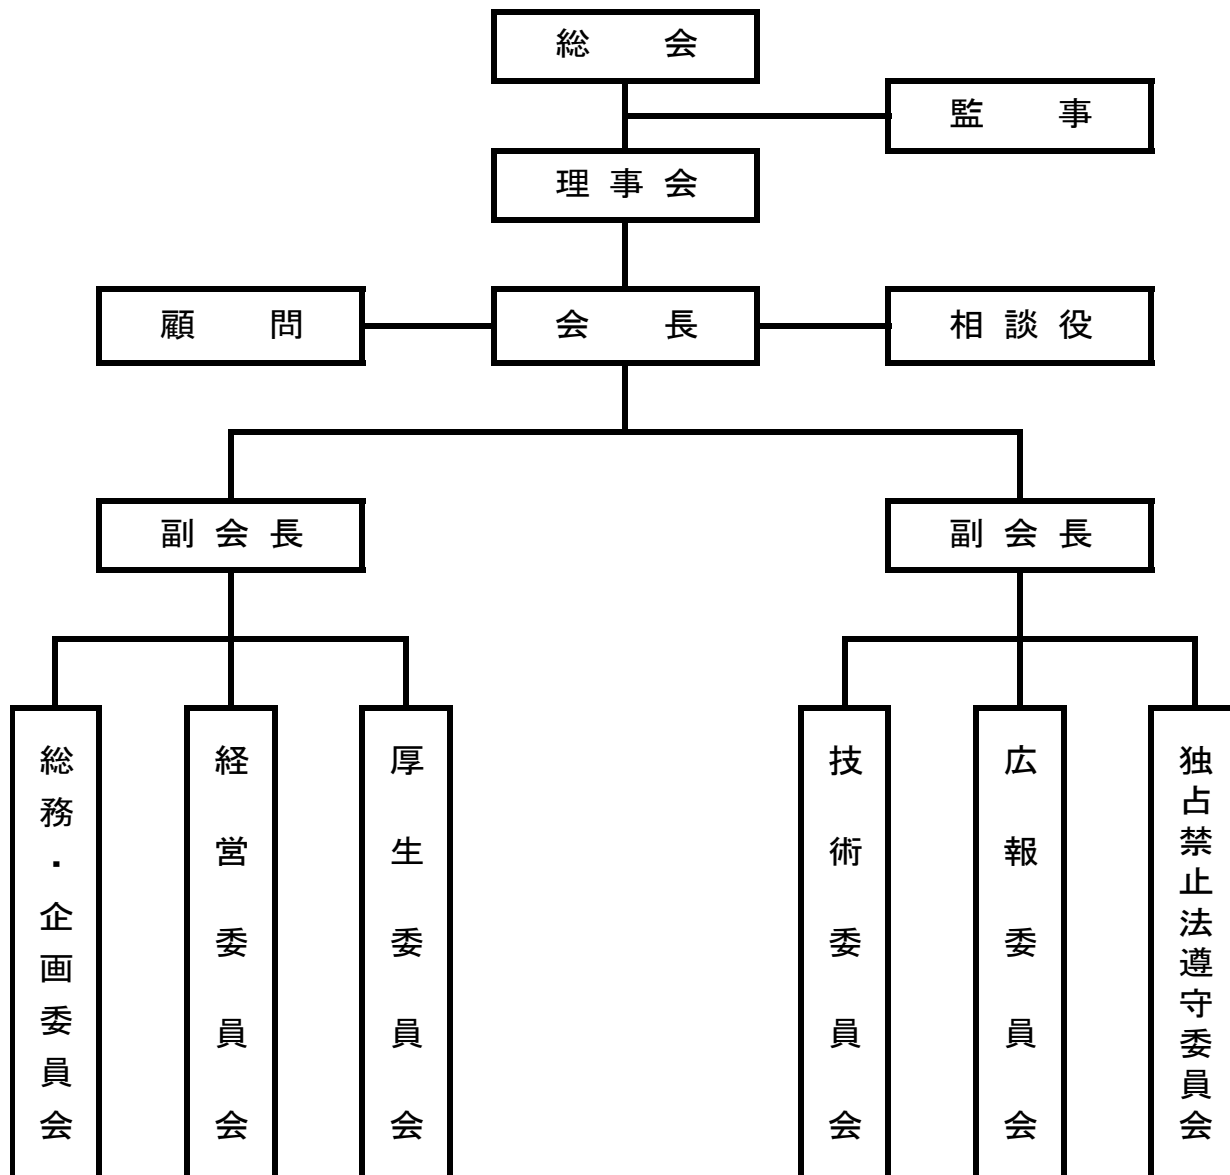 総会
監事
理事会
顧問
会長
相談役
副会長
副会長
総務・企画委員会
経営委員会
厚生委員会
技術委員会
広報委員会
独占禁止法遵守委員会